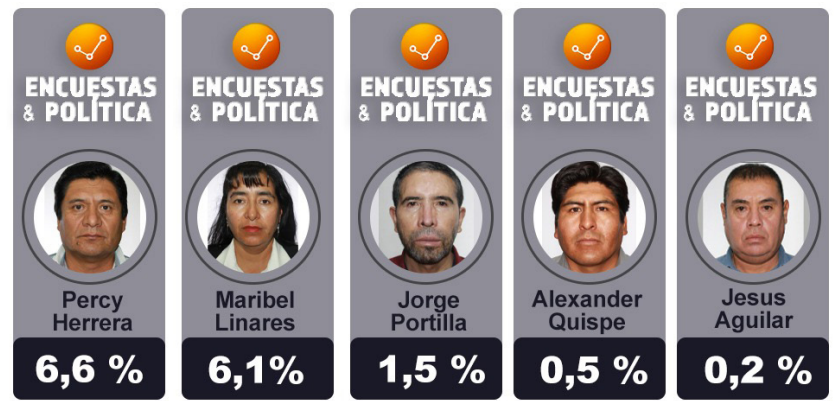 ENCUESTAS
& POLÍTICA
Percy
Herrera
6,6 %
ENCUESTAS
& POLÍTICA
Maribel
Linares
6,1%
ENCUESTAS
& POLÍTICA
Jorge
Portilla
1,5 %
ENCUESTAS
& POLÍTICA
Alexander
Quispe
0,5 %
ENCUESTAS
& POLÍTICA
Jesus
Aguilar
0,2 %